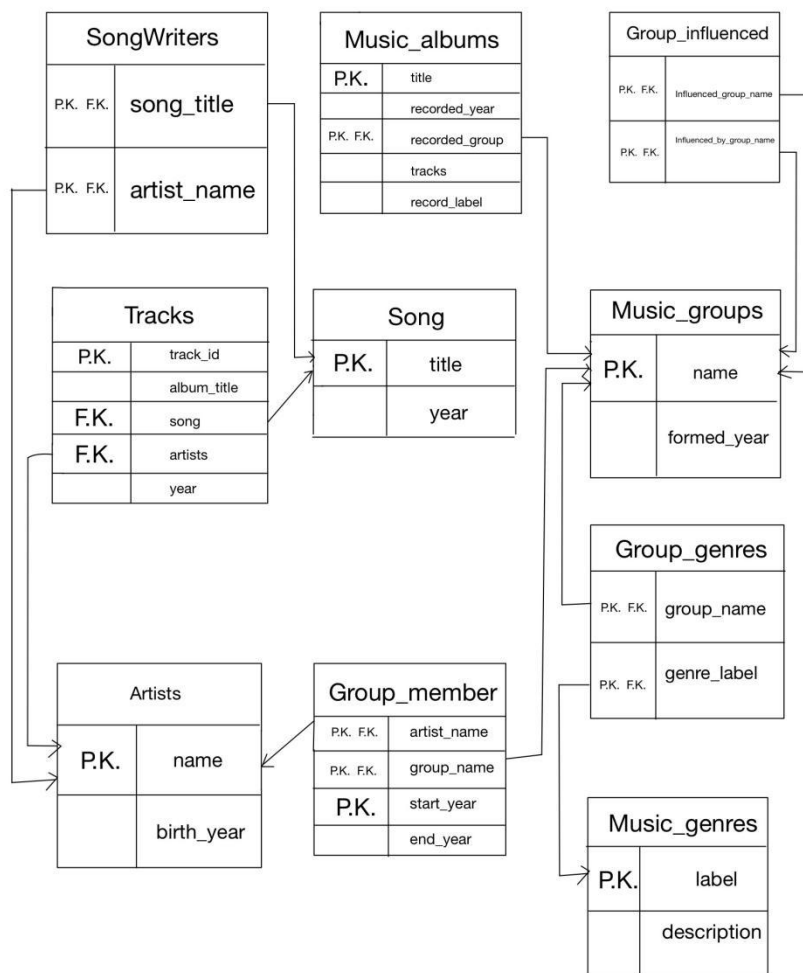 SongWriters
P.K. F.K. song_title
P.K. F.K. artist_name
Music_albums
P.K. title
recorded_year
P.K. F.K. recorded_group
tracks
record_label
Group_influenced
P.K. F.K. Influenced_group_name
P.K. F.K. Influenced_by_group_name
Tracks
P.K. track_id
album_title
F.K. song
F.K. artists
year
Song
P.K. title
year
Music_groups
P.K. name
formed_year
Group_genres
P.K. F.K. group_name
P.K. F.K. genre_label
Artists
P.K. name
birth_year
Group_member
P.K. F.K. artist_name
P.K. F.K. group_name
P.K. start_year
end_year
Music_genres
P.K. label
description